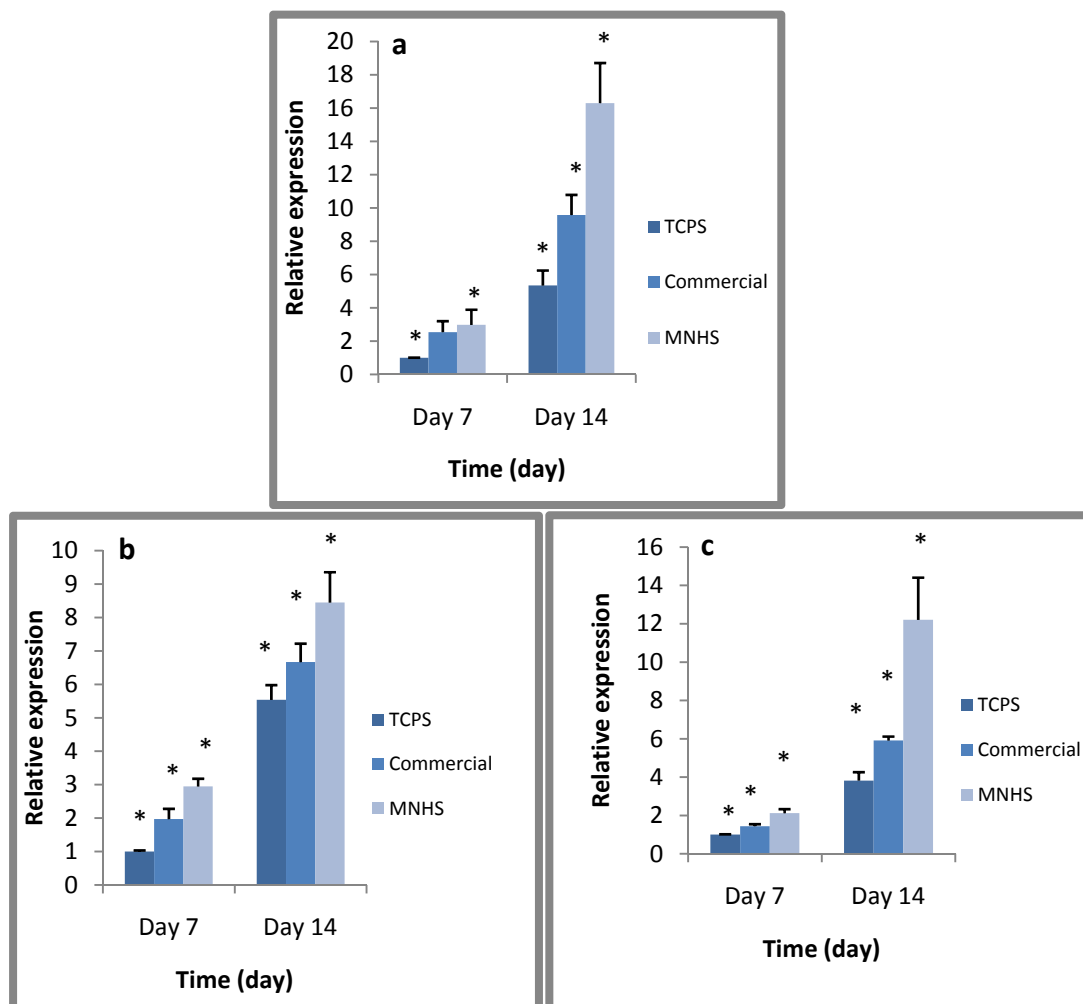 a
Relative expression
20
18
16
14
12
10
8
6
4
2
0
*
*
*
*
*
Day 7
Day 14
Time (day)
TCPS
Commercial
MNHS
b
Relative expression
10
9
8
7
6
5
4
3
2
1
0
*
*
*
*
*
*
Day 7
Day 14
Time (day)
TCPS
Commercial
MNHS
c
Relative expression
16
14
12
10
8
6
4
2
0
*
*
*
*
*
*
Day 7
Day 14
Time (day)
TCPS
Commercial
MNHS